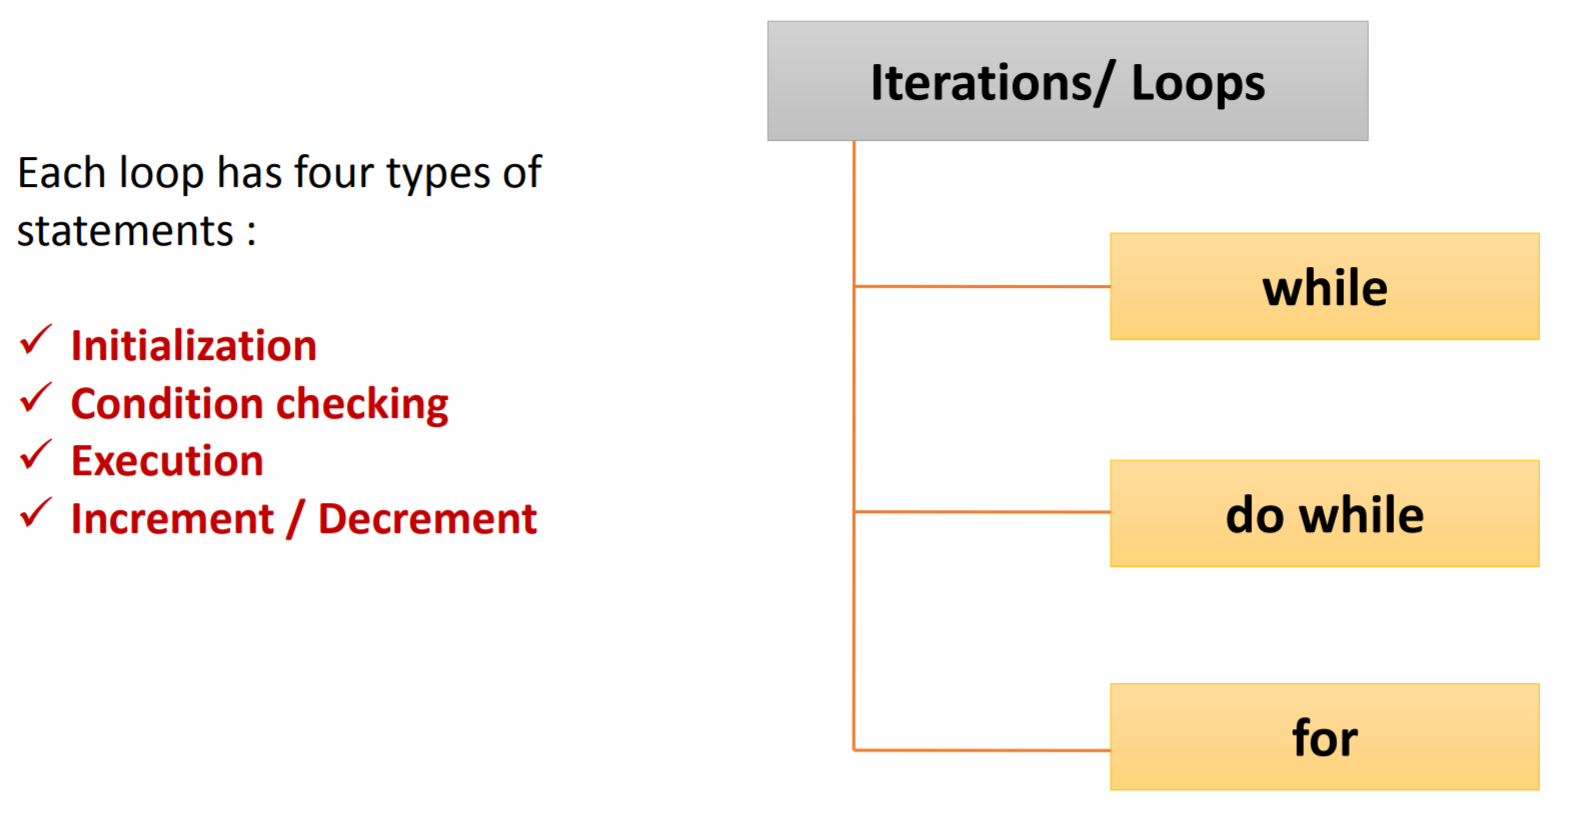 Iterations/ Loops
Each loop has four types of
statements :
✓ Initialization
✓ Condition checking
✓ Execution
✓ Increment / Decrement
while
do while
for